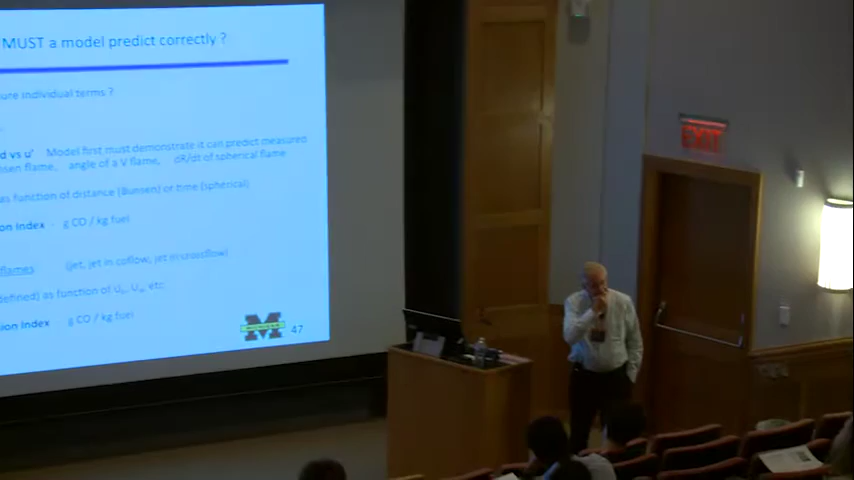 MUST a model predict correctly ?
ure individual terms ?
d vs u' Model first must demonstrate it can predict measured
nsen flame, angle of a V flame, dR/dt of spherical flame
as function of distance (Bunsen) or time (spherical)
on Index - g CO / kg fuel
flames (jet, jet in coflow, jet in crossflow)
defined) as function of
etc
ion Index g CO / kg fuel
M
MICHIGAN
47
EXIT